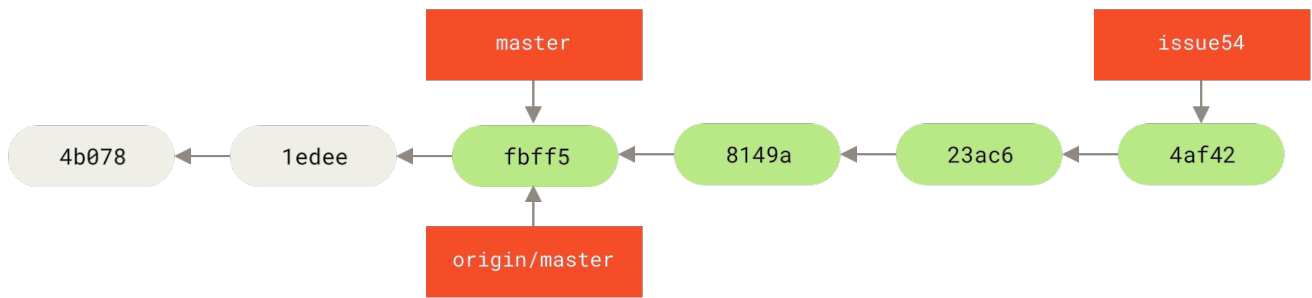 master
issue54
4b078
1edee
fbff5
8149a
23ac6
4af42
origin/master